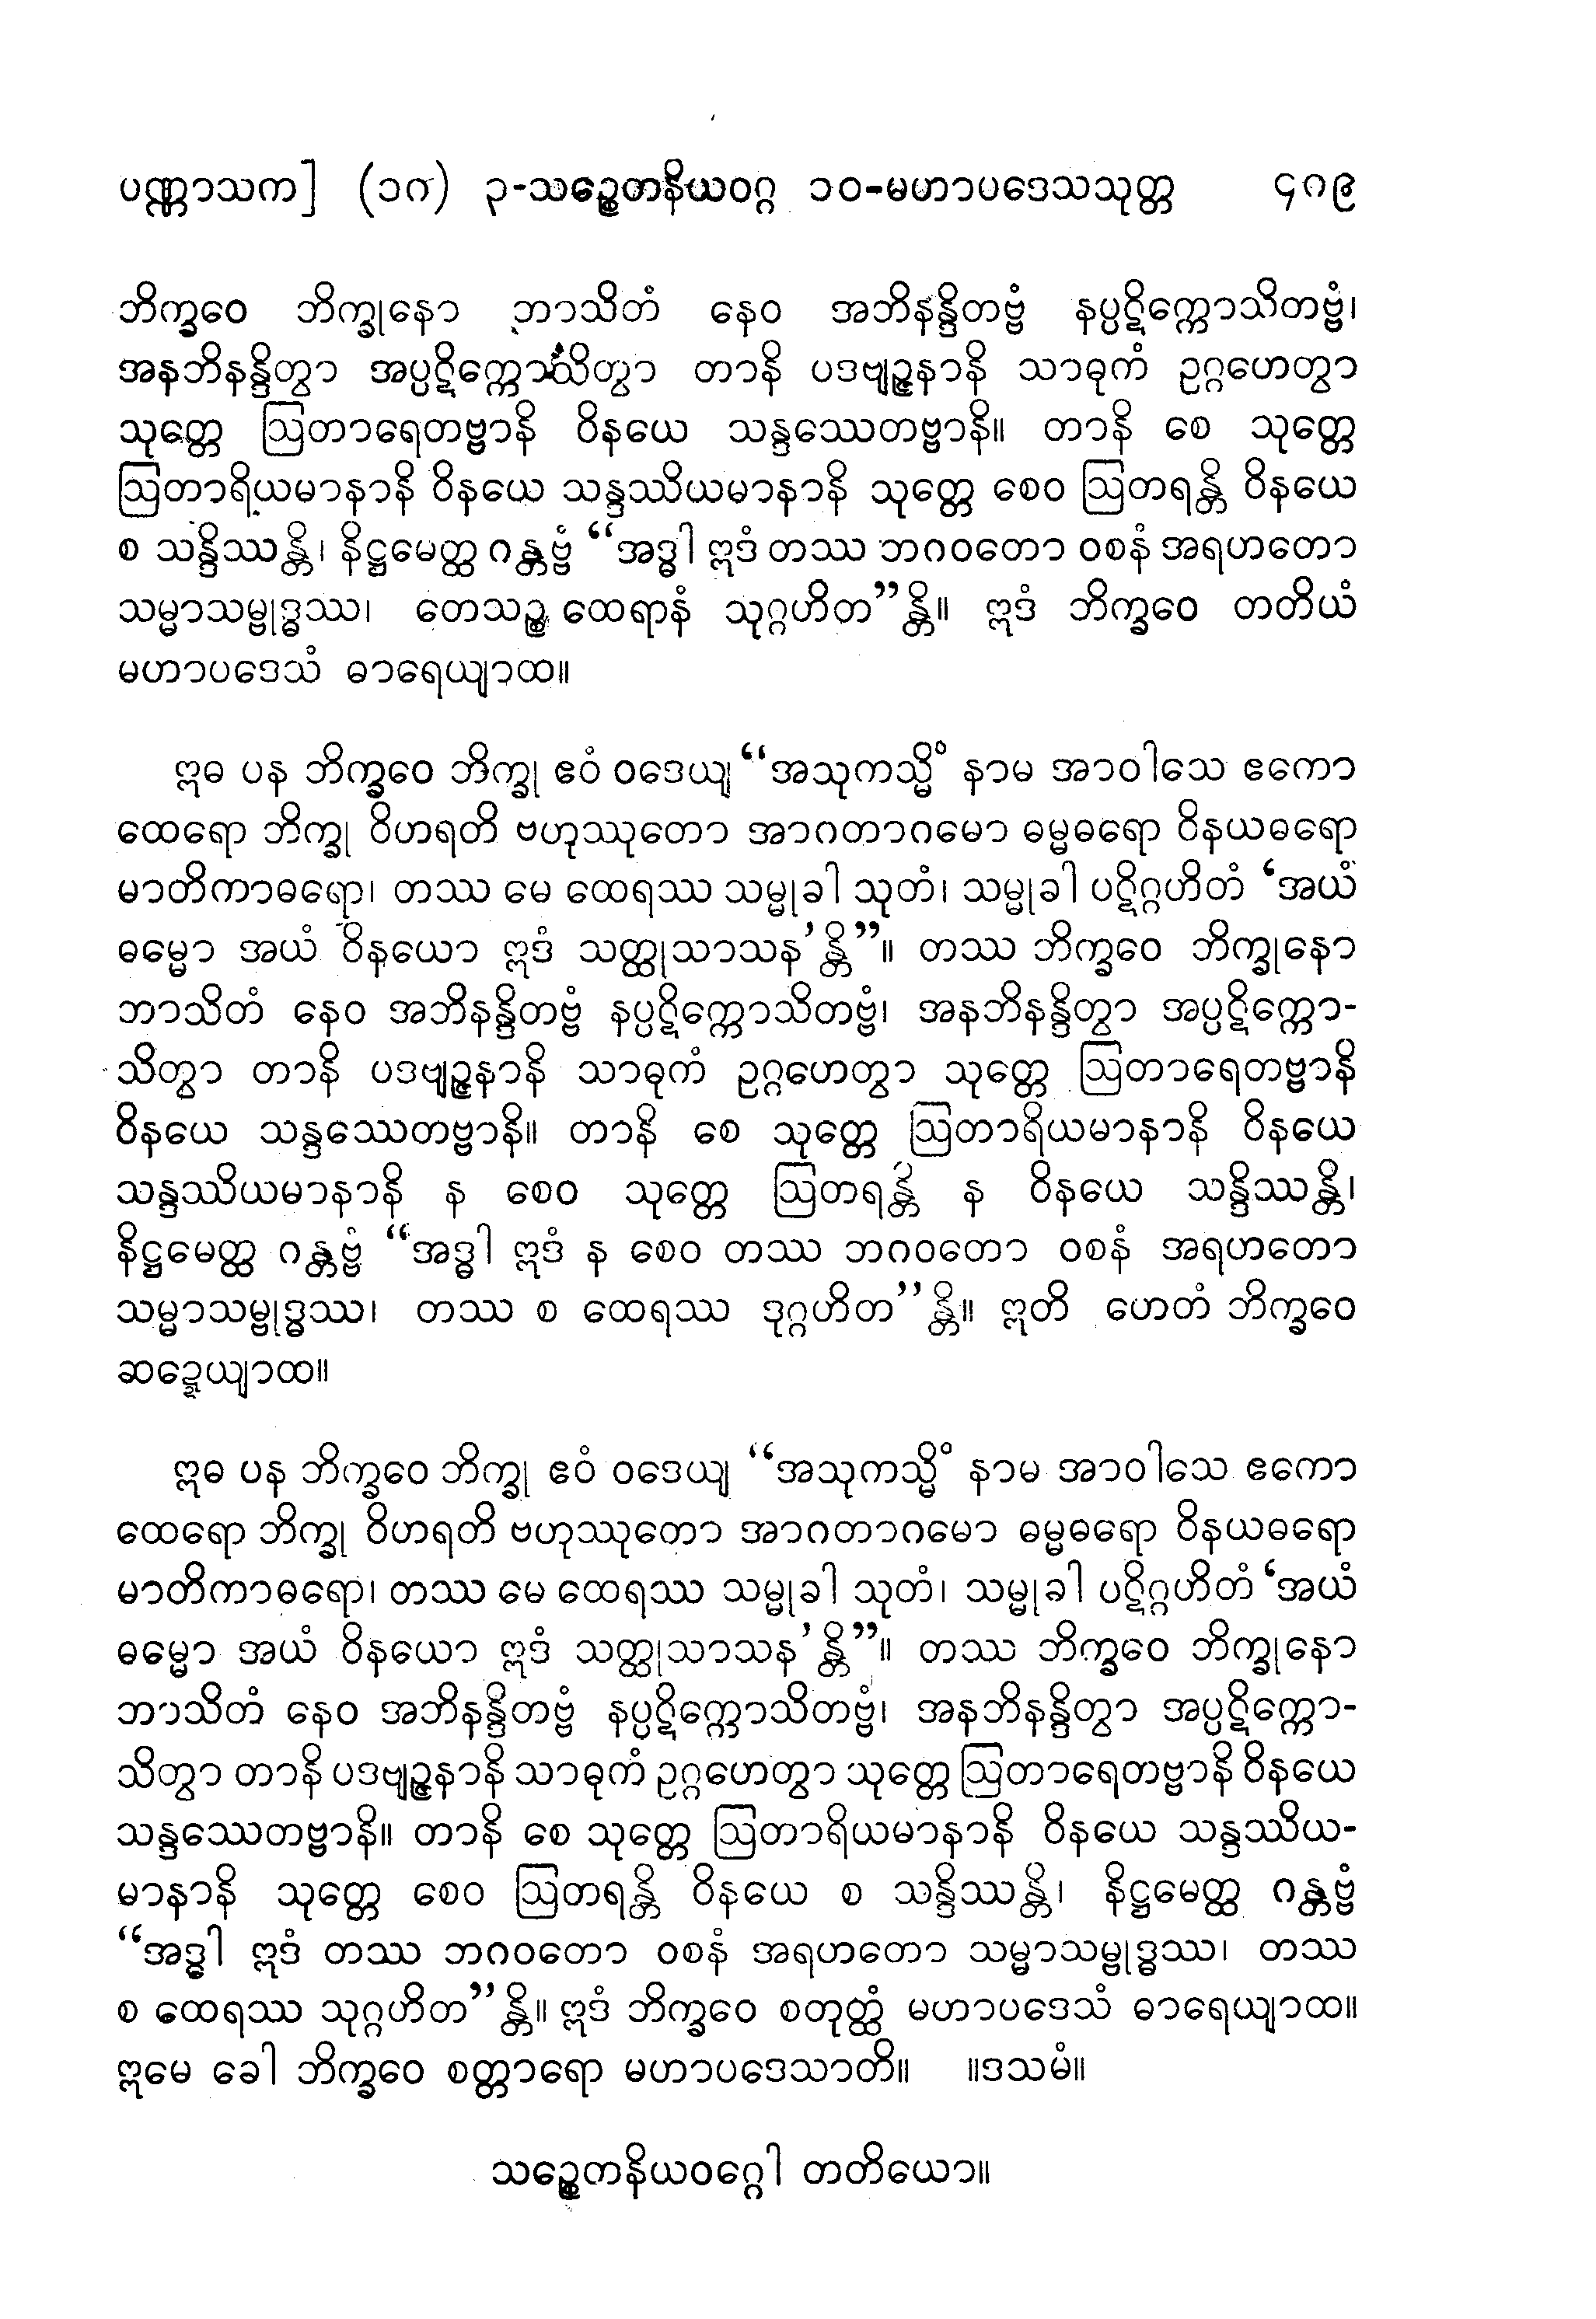 ပဏ္ဏာသက] (၁၈) ၃-သဉ္စေတနိယဝဂ္ဂ ၁၀-မဟာပဒေသသုတ္တ ၄၈၉
ဘိက္ခဝေ ဘိက္ခုနော ဘာသိတံ နေဝ အဘိနန္ဒိတဗ္ဗံ နပ္ပဋိက္ကောသိတဗ္ဗံ၊
အနဘိနန္ဒိတွာ အပ္ပဋိက္ကောသိတွာ တာနိ ပဒဗျဉ္ဇနာနိ သာဓုကံ ဥဂ္ဂဟေတွာ
သုတ္တေ ဩတာရေတဗ္ဗာနိ ဝိနယေ သန္ဒဿေတဗ္ဗာနိ။ တာနိ စေ သုတ္တေ
ဩတာရိယမာနာနိ ဝိနယေ သန္ဒဿိယမာနာနိ သုတ္တေ စေဝ ဩတရန္တိ ဝိနယေ
စ သန္ဒိဿန္တိ၊ နိဋ္ဌမေတ္ထ ဂန္တဗ္ဗံ “အဒ္ဓါ ဣဒံ တဿ ဘဂဝတော ဝစနံ အရဟတော
သမ္မာသမ္ဗုဒ္ဓဿ၊ တေသဉ္စ ထေရာနံ သုဂ္ဂဟိတ”န္တိ။ ဣဒံ ဘိက္ခဝေ တတိယံ
မဟာပဒေသံ ဓာရေယျာထ။
ဣဓ ပန ဘိက္ခဝေ ဘိက္ခု ဧဝံ ဝဒေယျ “အသုကသ္မိံ နာမ အာဝါသေ ဧကော
ထေရော ဘိက္ခု ဝိဟရတိ ဗဟုဿုတော အာဂတာဂမော ဓမ္မဓရော ဝိနယဓရော
မာတိကာဓရော၊ တဿ မေ ထေရဿ သမ္မုခါ သုတံ၊ သမ္မုခါ ပဋိဂ္ဂဟိတံ ‘အယံ
ဓမ္မော အယံ ဝိနယော ဣဒံ သတ္ထုသာသန’န္တိ”။ တဿ ဘိက္ခဝေ ဘိက္ခုနော
ဘာသိတံ နေဝ အဘိနန္ဒိတဗ္ဗံ နပ္ပဋိက္ကောသိတဗ္ဗံ၊ အနဘိနန္ဒိတွာ အပ္ပဋိက္ကော-
သိတွာ တာနိ ပဒဗျဉ္ဇနာနိ သာဓုကံ ဥဂ္ဂဟေတွာ သုတ္တေ ဩတာရေတဗ္ဗာနိ
ဝိနယေ သန္ဒဿေတဗ္ဗာနိ။ တာနိ စေ သုတ္တေ ဩတာရိယမာနာနိ ဝိနယေ
သန္ဒဿိယမာနာနိ န စေဝ သုတ္တေ ဩတရန္တိ န ဝိနယေ သန္ဒိဿန္တိ၊
နိဋ္ဌမေတ္ထ ဂန္တဗ္ဗံ “အဒ္ဓါ ဣဒံ န စေဝ တဿ ဘဂဝတော ဝစနံ အရဟတော
သမ္မာသမ္ဗုဒ္ဓဿ၊ တဿ စ ထေရဿ ဒုဂ္ဂဟိတ”န္တိ။ ဣတိ ဟေတံ ဘိက္ခဝေ
ဆဍ္ဍေယျာထ။
ဣဓ ပန ဘိက္ခဝေ ဘိက္ခု ဧဝံ ဝဒေယျ “အသုကသ္မိံ နာမ အာဝါသေ ဧကော
ထေရော ဘိက္ခု ဝိဟရတိ ဗဟုဿုတော အာဂတာဂမော ဓမ္မဓရော ဝိနယဓရော
မာတိကာဓရော၊ တဿ မေ ထေရဿ သမ္မုခါ သုတံ၊ သမ္မုခါ ပဋိဂ္ဂဟိတံ ‘အယံ
ဓမ္မော အယံ ဝိနယော ဣဒံ သတ္ထုသာသန’န္တိ”။ တဿ ဘိက္ခဝေ ဘိက္ခုနော
ဘာသိတံ နေဝ အဘိနန္ဒိတဗ္ဗံ နပ္ပဋိက္ကောသိတဗ္ဗံ၊ အနဘိနန္ဒိတွာ အပ္ပဋိက္ကော-
သိတွာ တာနိ ပဒဗျဉ္ဇနာနိ သာဓုကံ ဥဂ္ဂဟေတွာ သုတ္တေ ဩတာရေတဗ္ဗာနိ ဝိနယေ
သန္ဒဿေတဗ္ဗာနိ။ တာနိ စေ သုတ္တေ ဩတာရိယမာနာနိ ဝိနယေ သန္ဒဿိယ-
မာနာနိ သုတ္တေ စေဝ ဩတရန္တိ ဝိနယေ စ သန္ဒိဿန္တိ၊ နိဋ္ဌမေတ္ထ ဂန္တဗ္ဗံ
“အဒ္ဓါ ဣဒံ တဿ ဘဂဝတော ဝစနံ အရဟတော သမ္မာသမ္ဗုဒ္ဓဿ၊ တဿ
စ ထေရဿ သုဂ္ဂဟိတ”န္တိ။ ဣဒံ ဘိက္ခဝေ စတုတ္ထံ မဟာပဒေသံ ဓာရေယျာထ။
ဣမေ ခေါ ဘိက္ခဝေ စတ္တာရော မဟာပဒေသာတိ။ ။ဒသမံ။
သဉ္စေတနိယဝဂ္ဂေါ တတိယော။